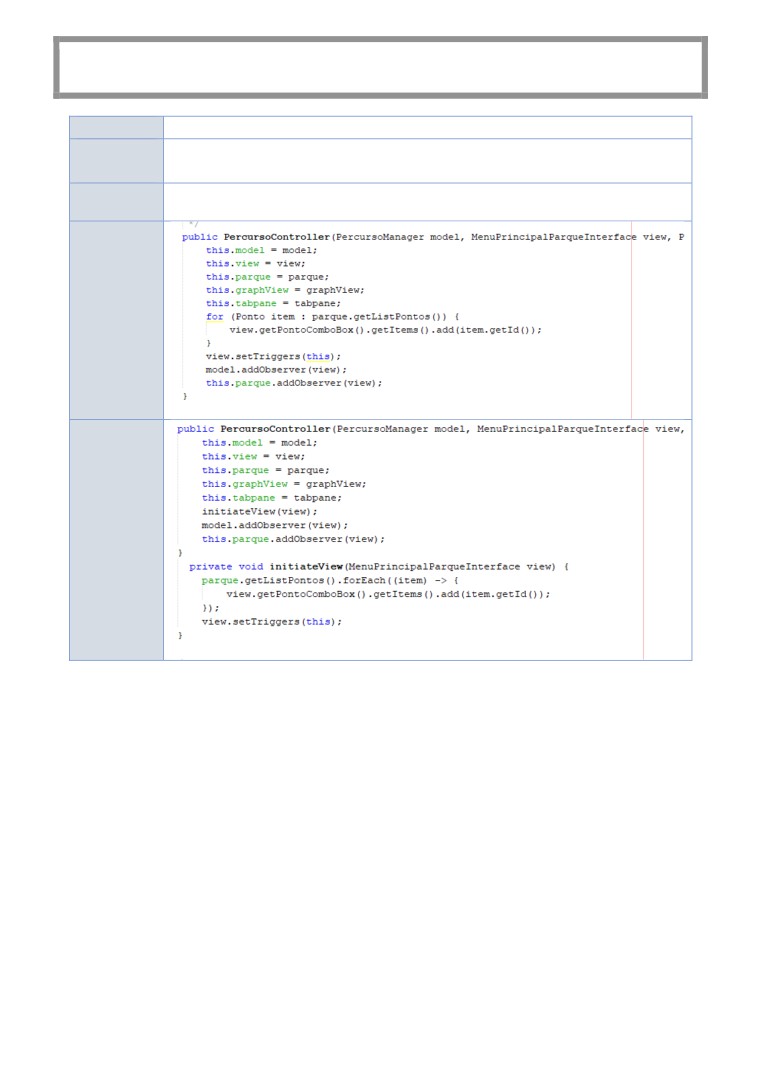 */
public PercursoController(PercursoManager model, MenuPrincipalParqueInterface view, P
this.model = model;
this.view = view;
this.parque = parque;
this.graphView = graphView;
this.tabpane = tabpane;
for (Ponto item : parque.getListPontos()) {
view.getPontoComboBox().getItems().add(item.getId());
}
view.setTriggers(this);
model.addObserver(view);
this.parque.addObserver(view);
}
public PercursoController(PercursoManager model, MenuPrincipalParqueInterface view,
this.model = model;
this.view = view;
this.parque = parque;
this.graphView = graphView;
this.tabpane = tabpane;
initiateView(view);
model.addObserver(view);
this.parque.addObserver(view);
}
private void initiateView(MenuPrincipalParqueInterface view) {
parque.getListPontos().forEach((item) -> {
view.getPontoComboBox().getItems().add(item.getId());
});
view.setTriggers(this);
}